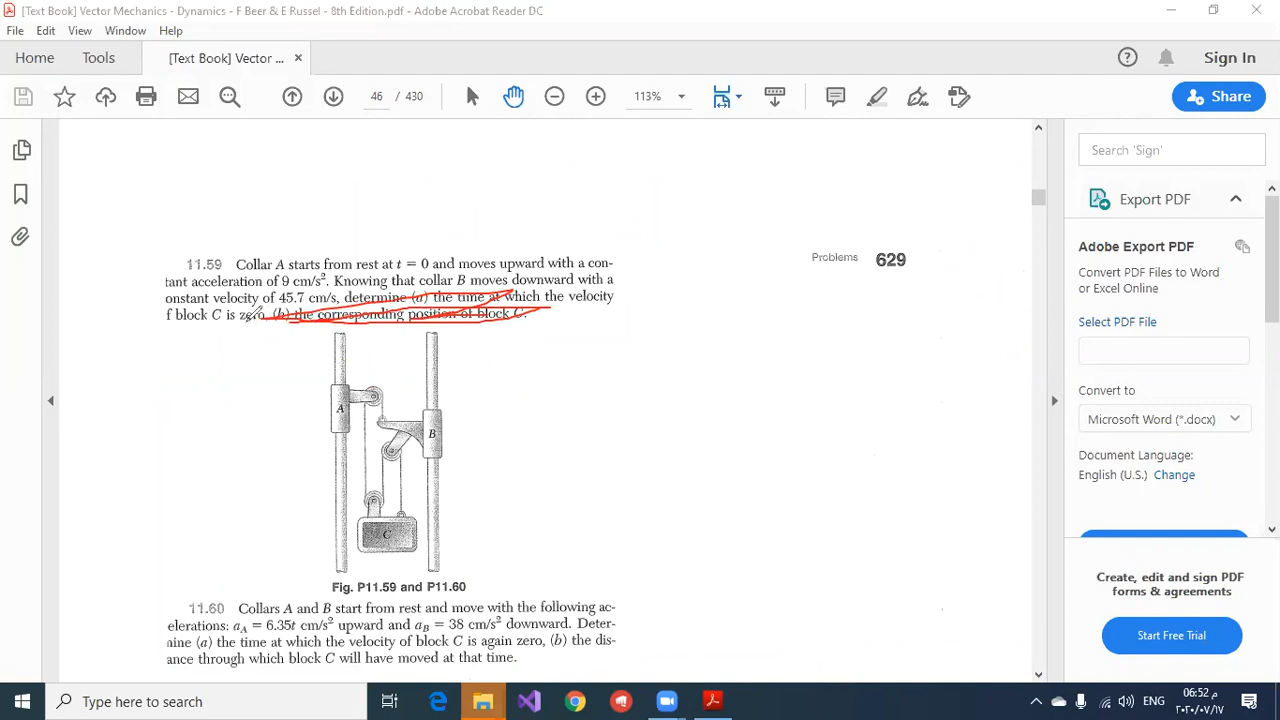 [Text Book] Vector Mechanics - Dynamics - F Beer & E Russel - 8th Edition.pdf - Adobe Acrobat Reader DC
File Edit View Window Help
Home Tools [Text Book] Vector ... × Sign In
46 / 430 113% Share
11.59 Collar A starts from rest at t = 0 and moves upward with a con-
tant acceleration of 9 cm/s². Knowing that collar B moves downward with a
onstant velocity of 45.7 cm/s, determine (a) the time at which the velocity
f block C is zero, (b) the corresponding position of block C.
Problems 629
A
B
C
Fig. P11.59 and P11.60
11.60 Collars A and B start from rest and move with the following ac-
elerations: aA = 6.35t cm/s² upward and aB = 38 cm/s² downward. Deter-
mine (a) the time at which the velocity of block C is again zero, (b) the dis-
ance through which block C will have moved at that time.
Search 'Sign'
Export PDF
Adobe Export PDF
Convert PDF Files to Word
or Excel Online
Select PDF File
Convert to
Microsoft Word (*.docx)
Document Language:
English (U.S.) Change
Create, edit and sign PDF
forms & agreements
Start Free Trial
Type here to search
ENG
06:52 م
٢٠٢٠/٠٧/١٧